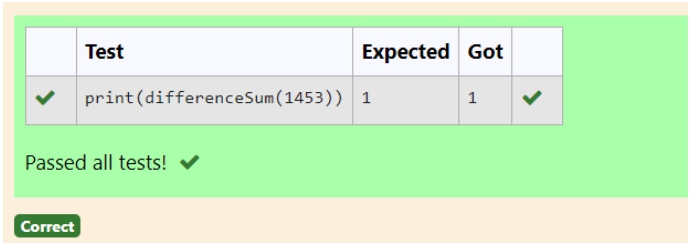 Test Expected Got
print(differenceSum(1453)) 1 1
Passed all tests!
Correct